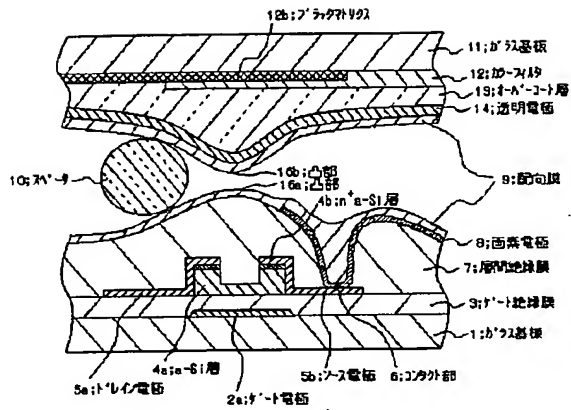 12b;ブラックマトリクス
11;ガラス基板
12;カラーフィルタ
13;オーバーコート層
14;透明電極
16b;凸部
16a;凸部
10;スペーサ
4b;n⁺a-Si層
9;配向膜
8;画素電極
7;層間絶縁膜
3;ゲート絶縁膜
1;ガラス基板
4a;a-Si層
5b;ソース電極
6;コンタクト部
5a;ドレイン電極
2a;ゲート電極